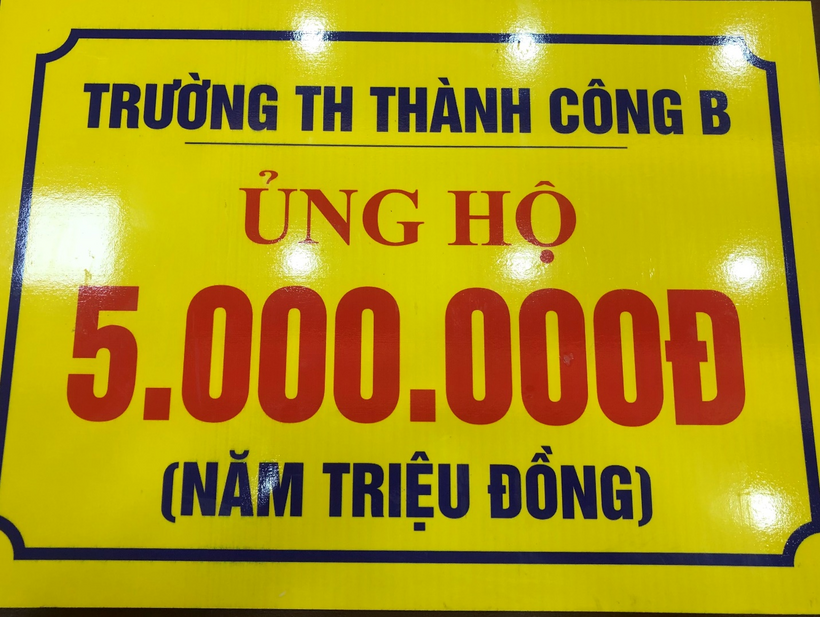 TRƯỜNG TH THÀNH CÔNG B
ỦNG HỘ
5.000.000Đ
(NĂM TRIỆU ĐỒNG)